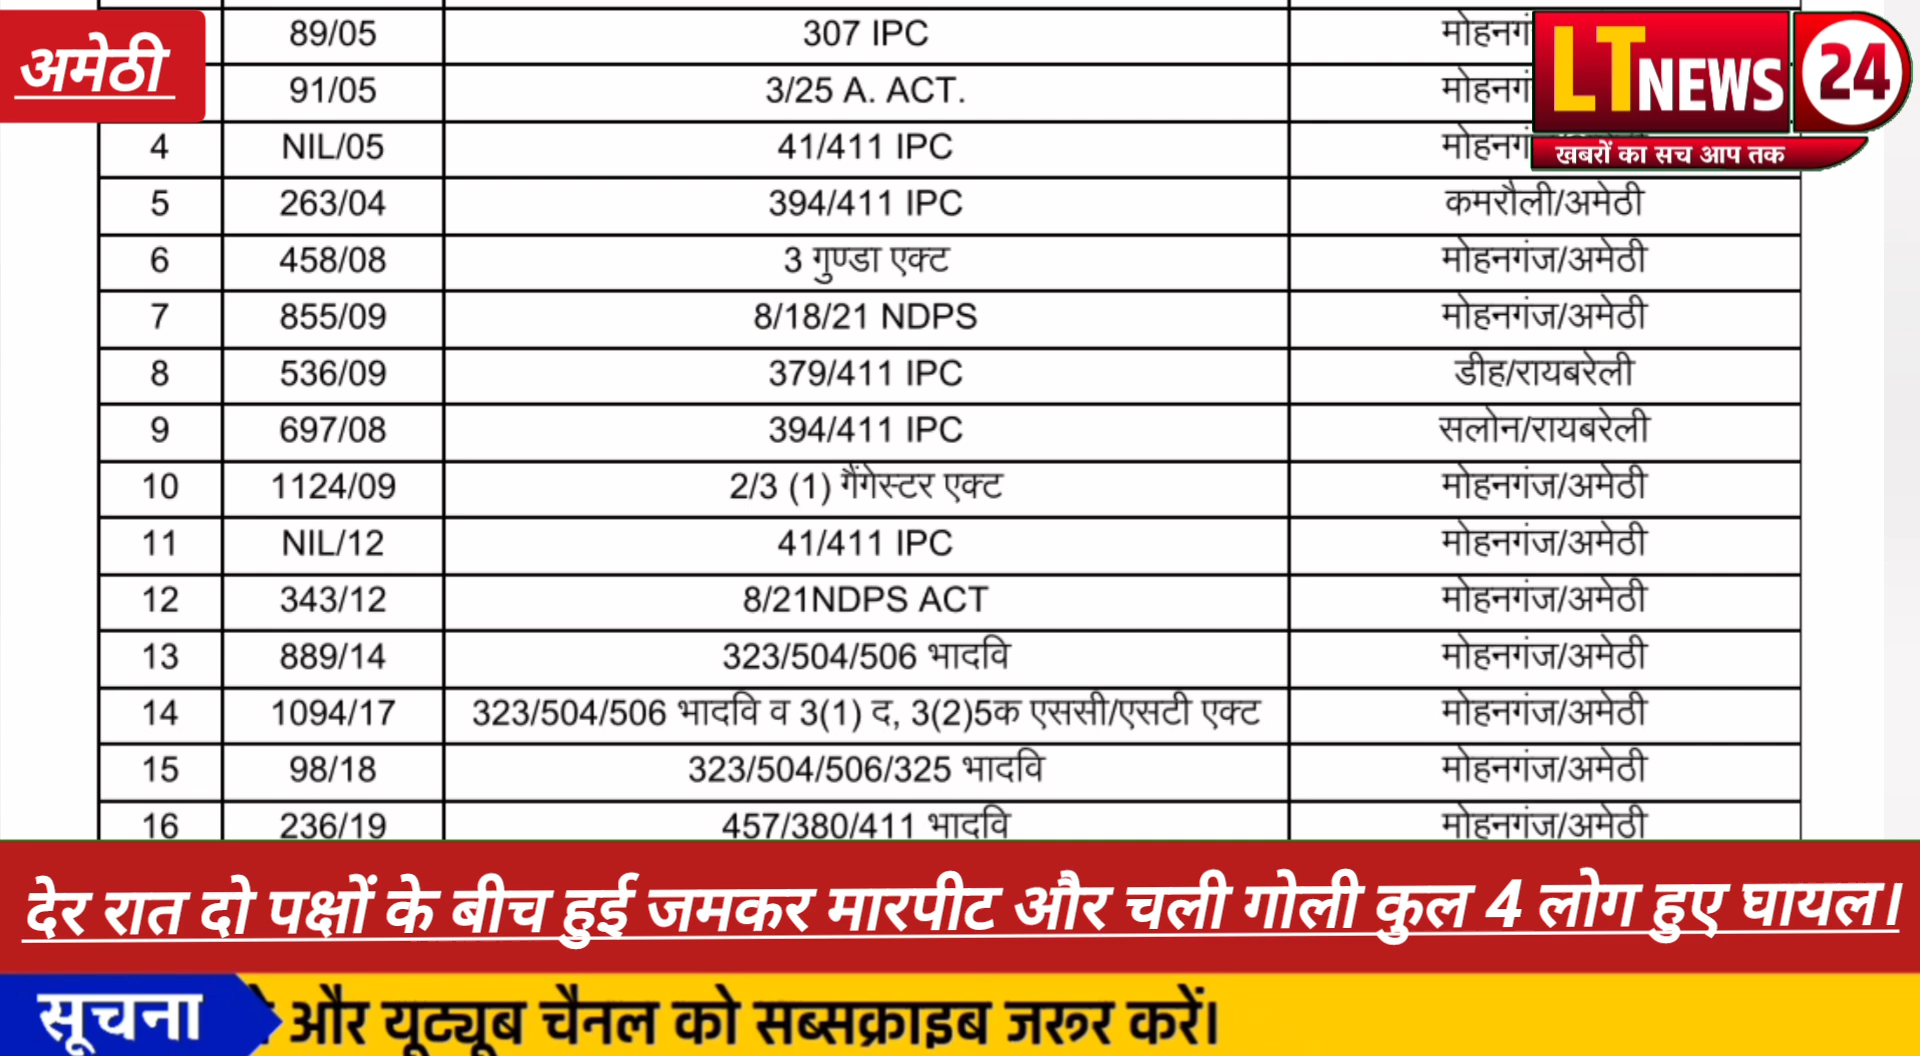 89/05 307 IPC
अमेठी
91/05 3/25 A. ACT.
LT NEWS 24
खबरों का सच आप तक
4 NIL/05 41/411 IPC
5 263/04 394/411 IPC कमरौली/अमेठी
6 458/08 3 गुण्डा एक्ट मोहनगंज/अमेठी
7 855/09 8/18/21 NDPS मोहनगंज/अमेठी
8 536/09 379/411 IPC डीह/रायबरेली
9 697/08 394/411 IPC सलोन/रायबरेली
10 1124/09 2/3 (1) गैंगेस्टर एक्ट मोहनगंज/अमेठी
11 NIL/12 41/411 IPC मोहनगंज/अमेठी
12 343/12 8/21NDPS ACT मोहनगंज/अमेठी
13 889/14 323/504/506 भादवि मोहनगंज/अमेठी
14 1094/17 323/504/506 भादवि व 3(1) द, 3(2)5क एससी/एसटी एक्ट मोहनगंज/अमेठी
15 98/18 323/504/506/325 भादवि मोहनगंज/अमेठी
16 236/19 457/380/411 भादवि मोहनगंज/अमेठी
देर रात दो पक्षों के बीच हुई जमकर मारपीट और चली गोली कुल 4 लोग हुए घायल।
सूचना और यूट्यूब चैनल को सब्सक्राइब जरूर करें।